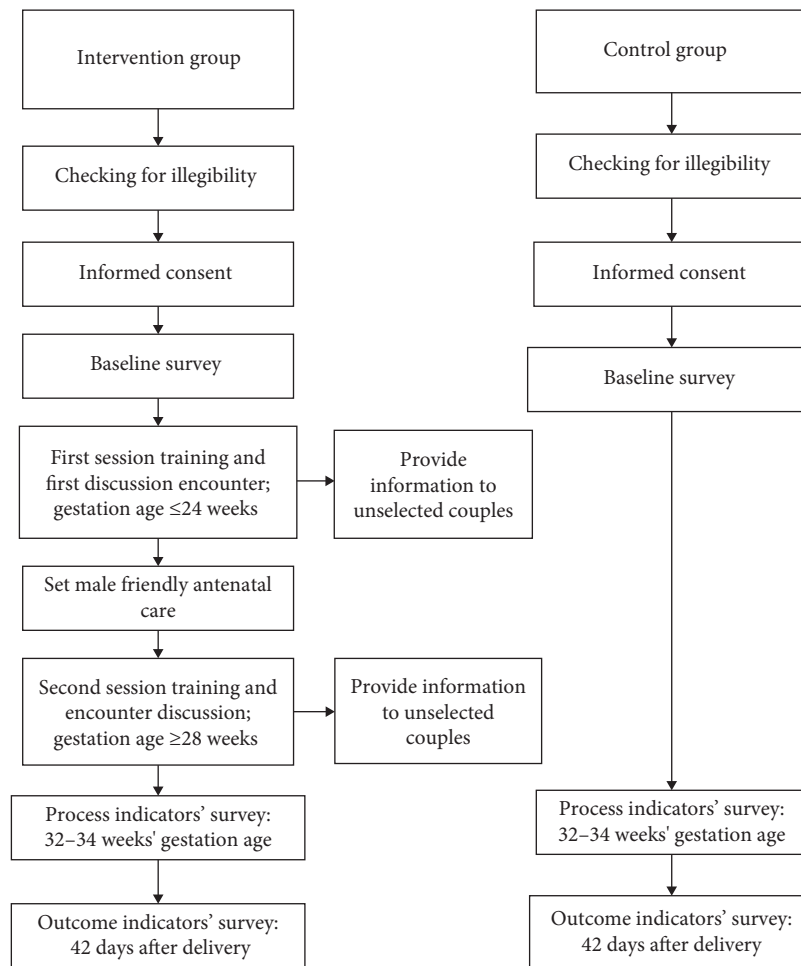 Intervention group
Checking for illegibility
Informed consent
Baseline survey
First session training and
first discussion encounter;
gestation age ≤24 weeks
Provide
information to
unselected couples
Set male friendly antenatal
care
Second session training and
encounter discussion;
gestation age ≥28 weeks
Provide information
to unselected
couples
Process indicators’ survey:
32–34 weeks' gestation age
Outcome indicators’ survey:
42 days after delivery
Control group
Checking for illegibility
Informed consent
Baseline survey
Process indicators’ survey:
32–34 weeks' gestation age
Outcome indicators’ survey:
42 days after delivery